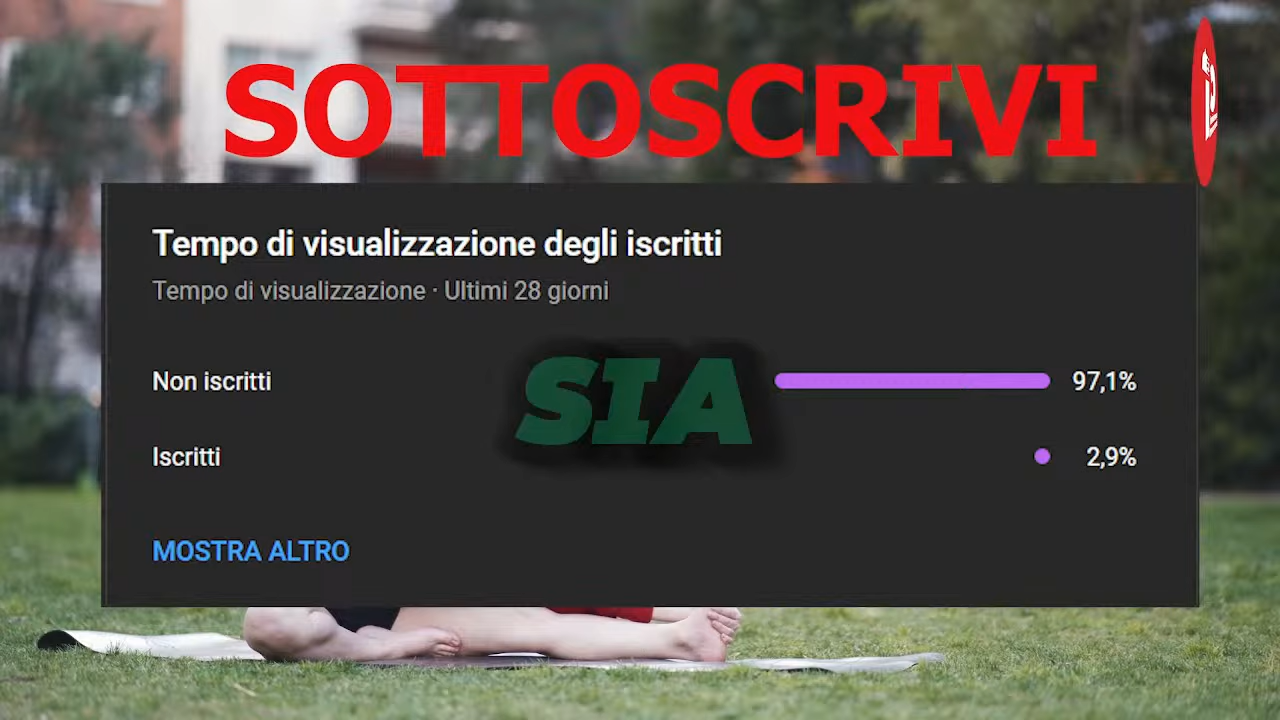 SOTTOSCRIVI
Tempo di visualizzazione degli iscritti
Tempo di visualizzazione · Ultimi 28 giorni
Non iscritti
SIA
97,1%
Iscritti
2,9%
MOSTRA ALTRO